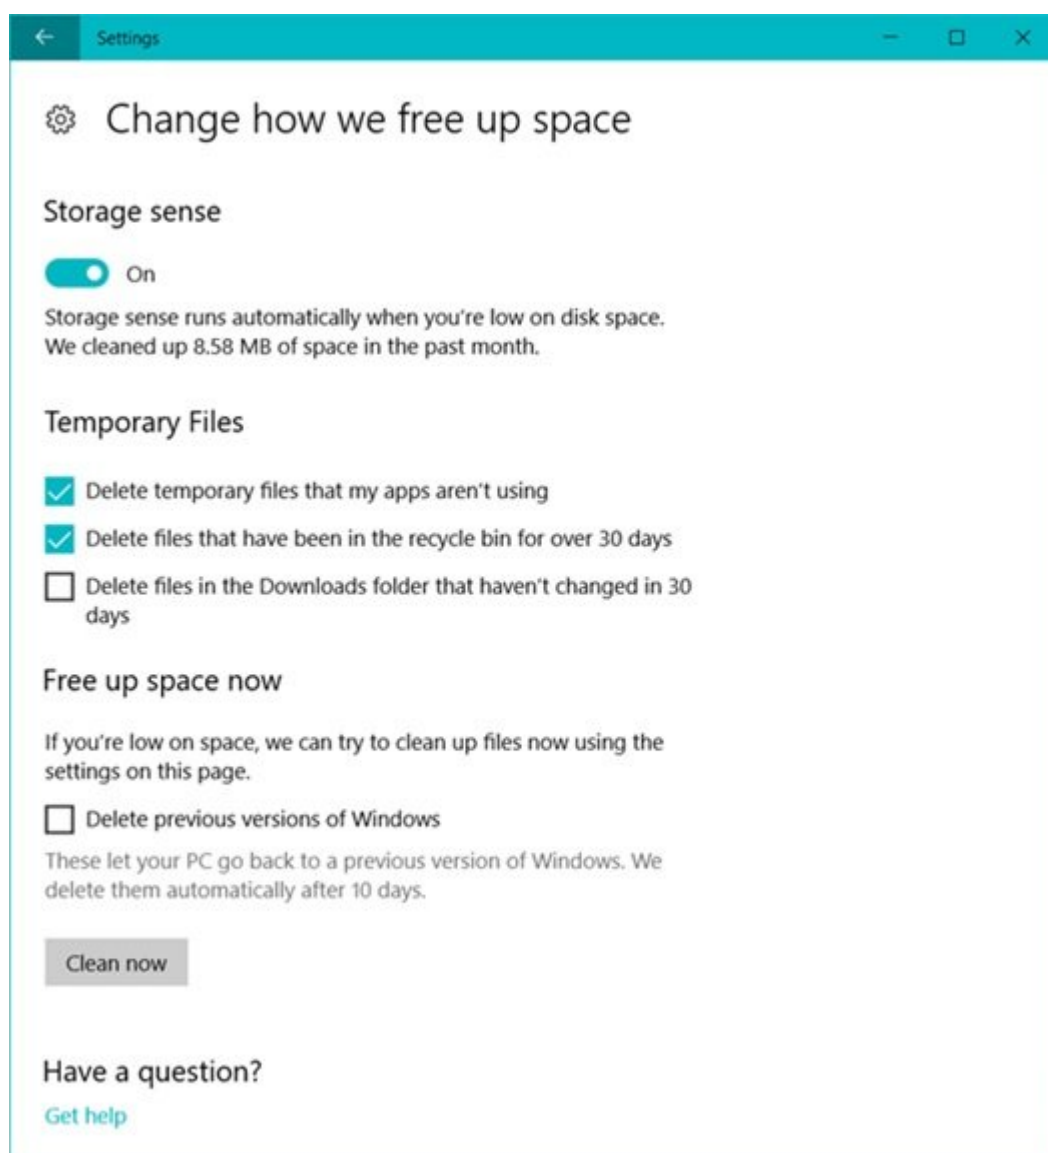 Settings
Change how we free up space
Storage sense
On
Storage sense runs automatically when you're low on disk space.
We cleaned up 8.58 MB of space in the past month.
Temporary Files
Delete temporary files that my apps aren't using
Delete files that have been in the recycle bin for over 30 days
Delete files in the Downloads folder that haven't changed in 30
days
Free up space now
If you're low on space, we can try to clean up files now using the
settings on this page.
Delete previous versions of Windows
These let your PC go back to a previous version of Windows. We
delete them automatically after 10 days.
Clean now
Have a question?
Get help